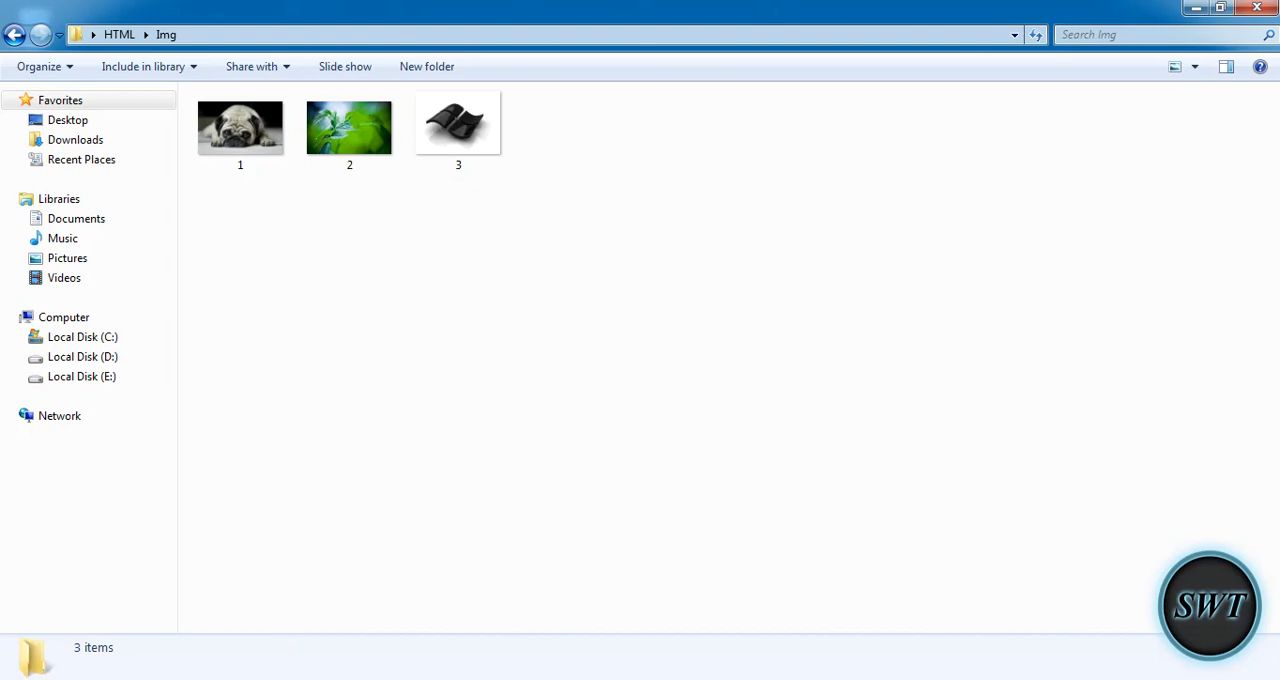 HTML Img
Search Img
Organize Include in library Share with Slide show New folder
Favorites
Desktop
Downloads
Recent Places
Libraries
Documents
Music
Pictures
Videos
Computer
Local Disk (C:)
Local Disk (D:)
Local Disk (E:)
Network
1 2 3
3 items
SWT